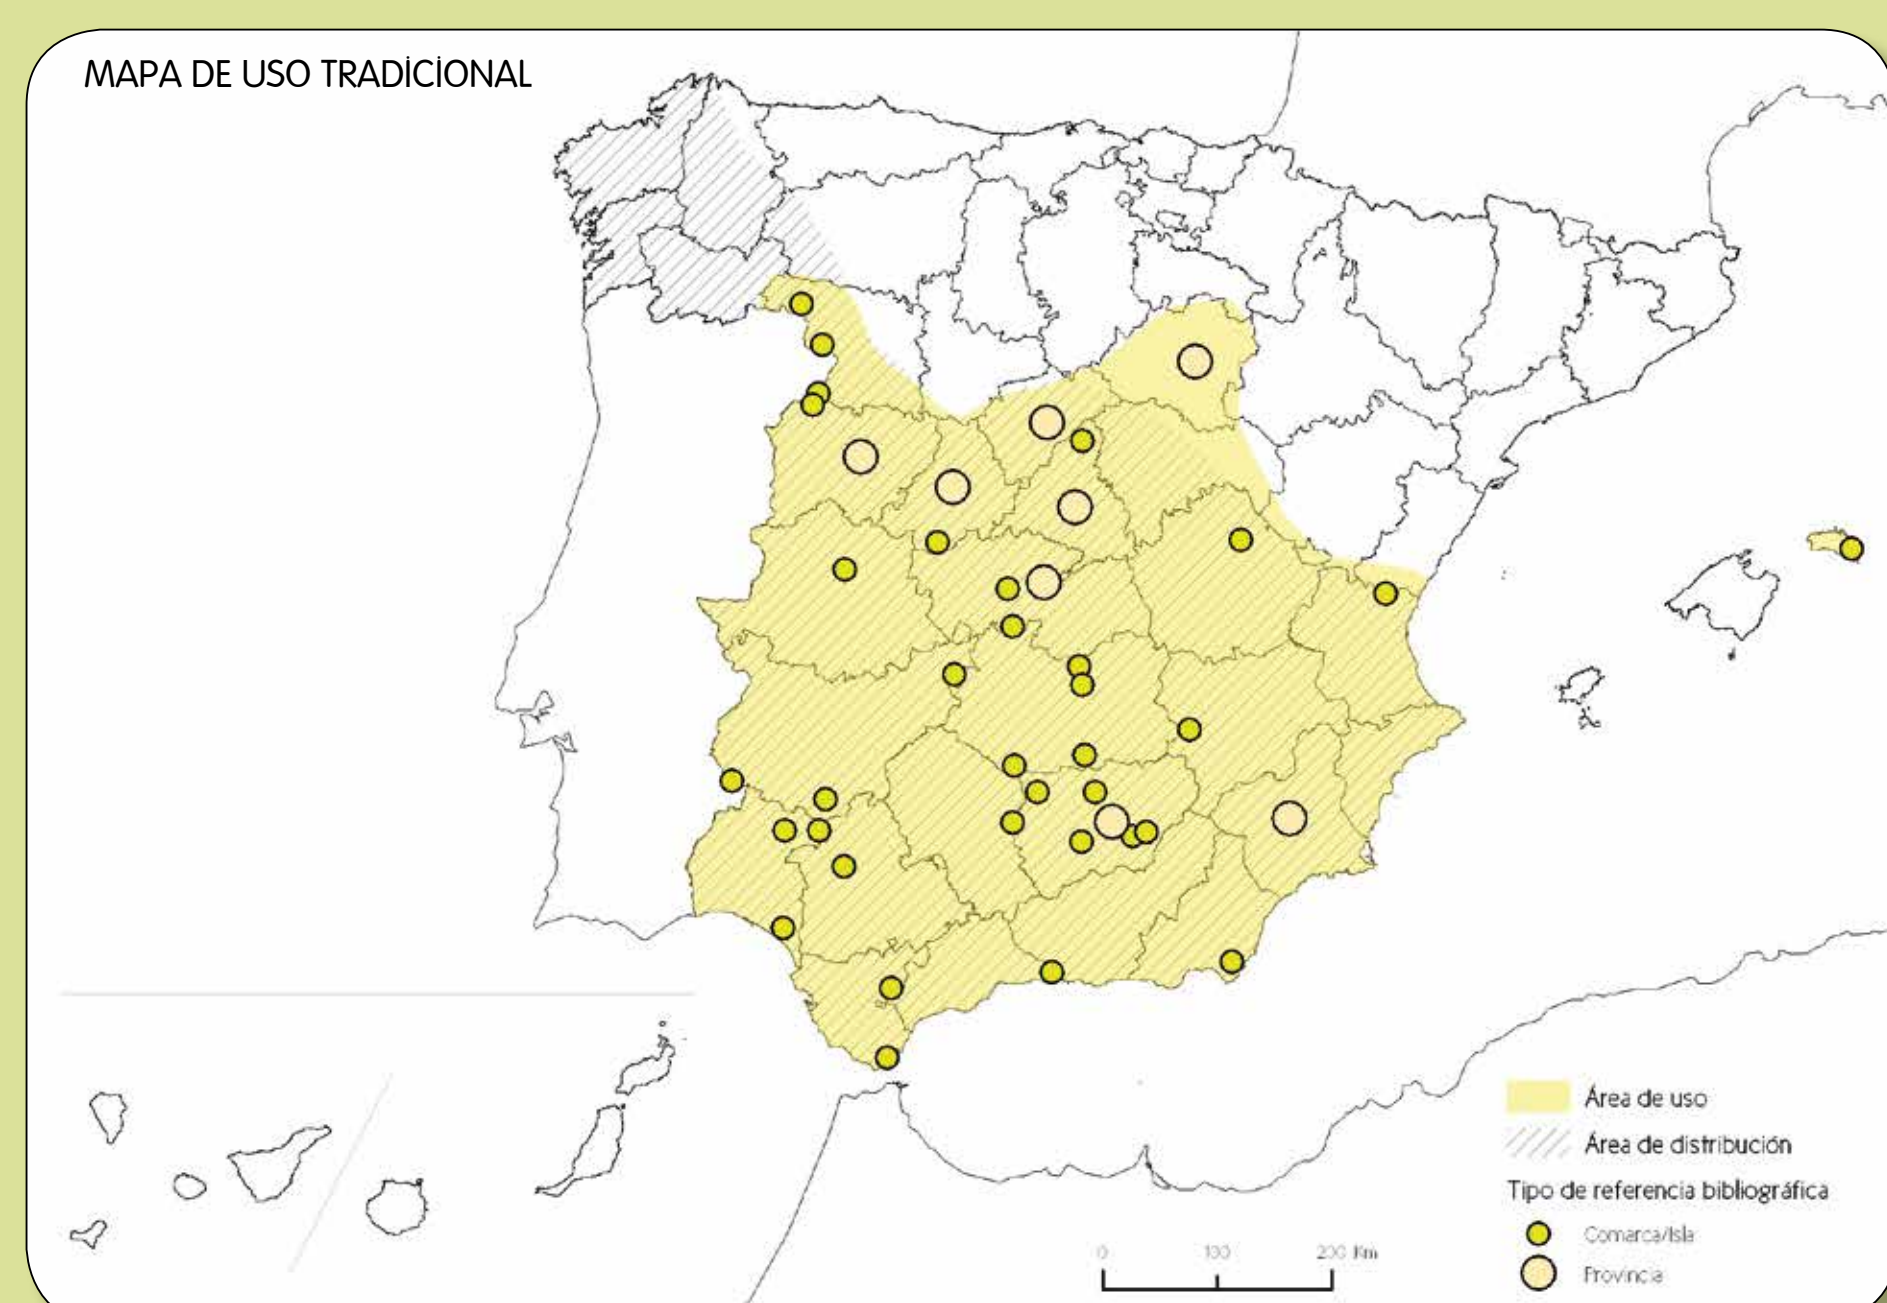 MAPA DE USO TRADICIONAL
Área de uso
Área de distribución
Tipo de referencia bibliográfica
Comarca/Isla
Provincia
0 100 200 Km